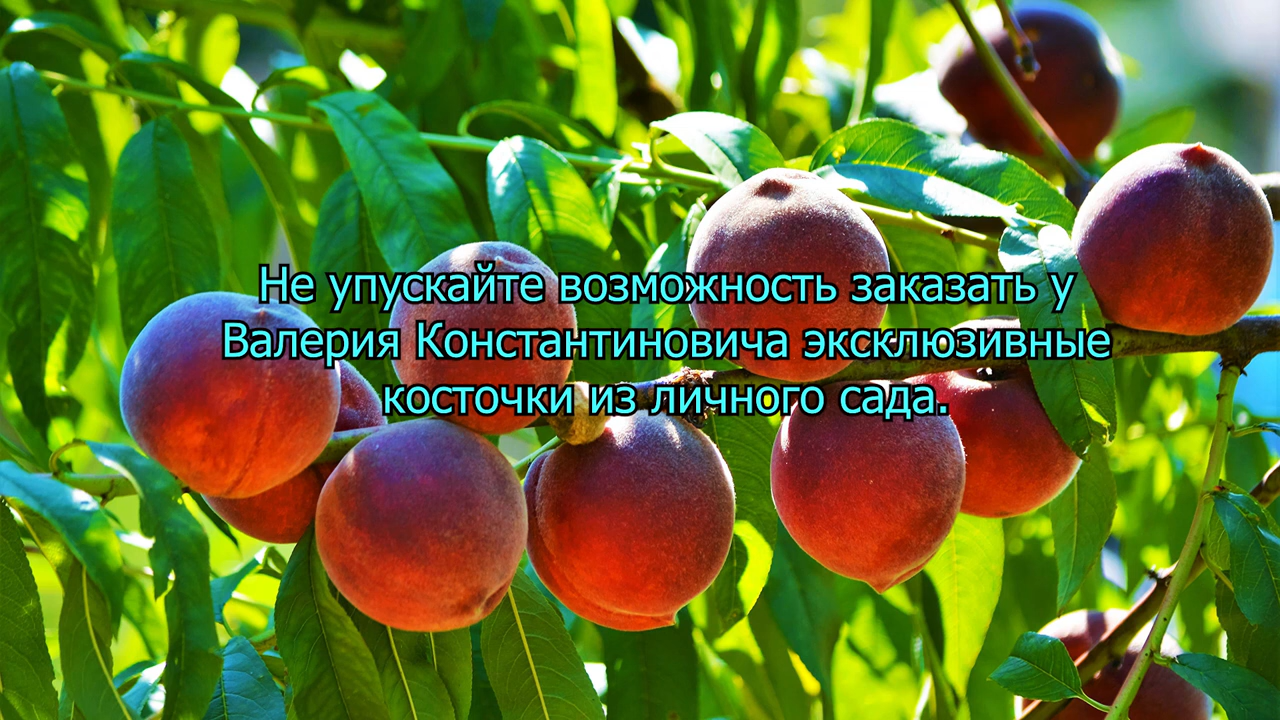 Не упускайте возможность заказать у
Валерия Константиновича эксклюзивные
косточки из личного сада.